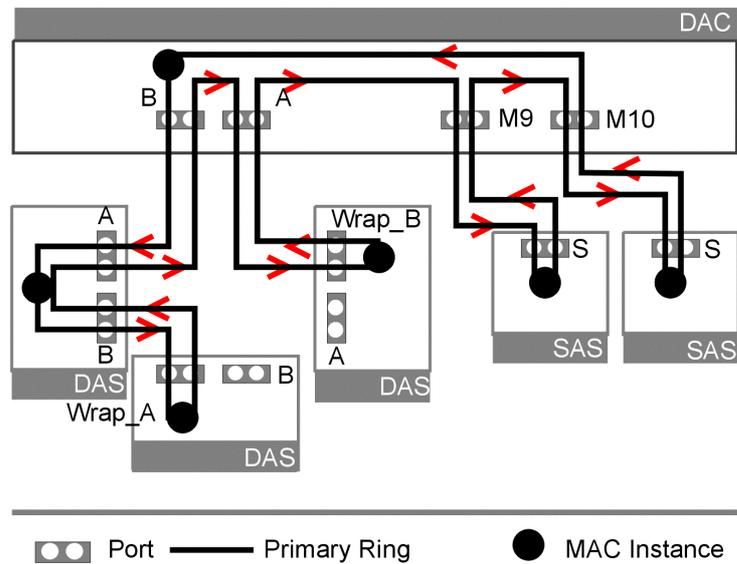 DAC
B
A
M9
M10
A
Wrap_B
S
S
B
A
SAS
SAS
DAS
DAS
B
Wrap_A
DAS
Port
Primary Ring
MAC Instance